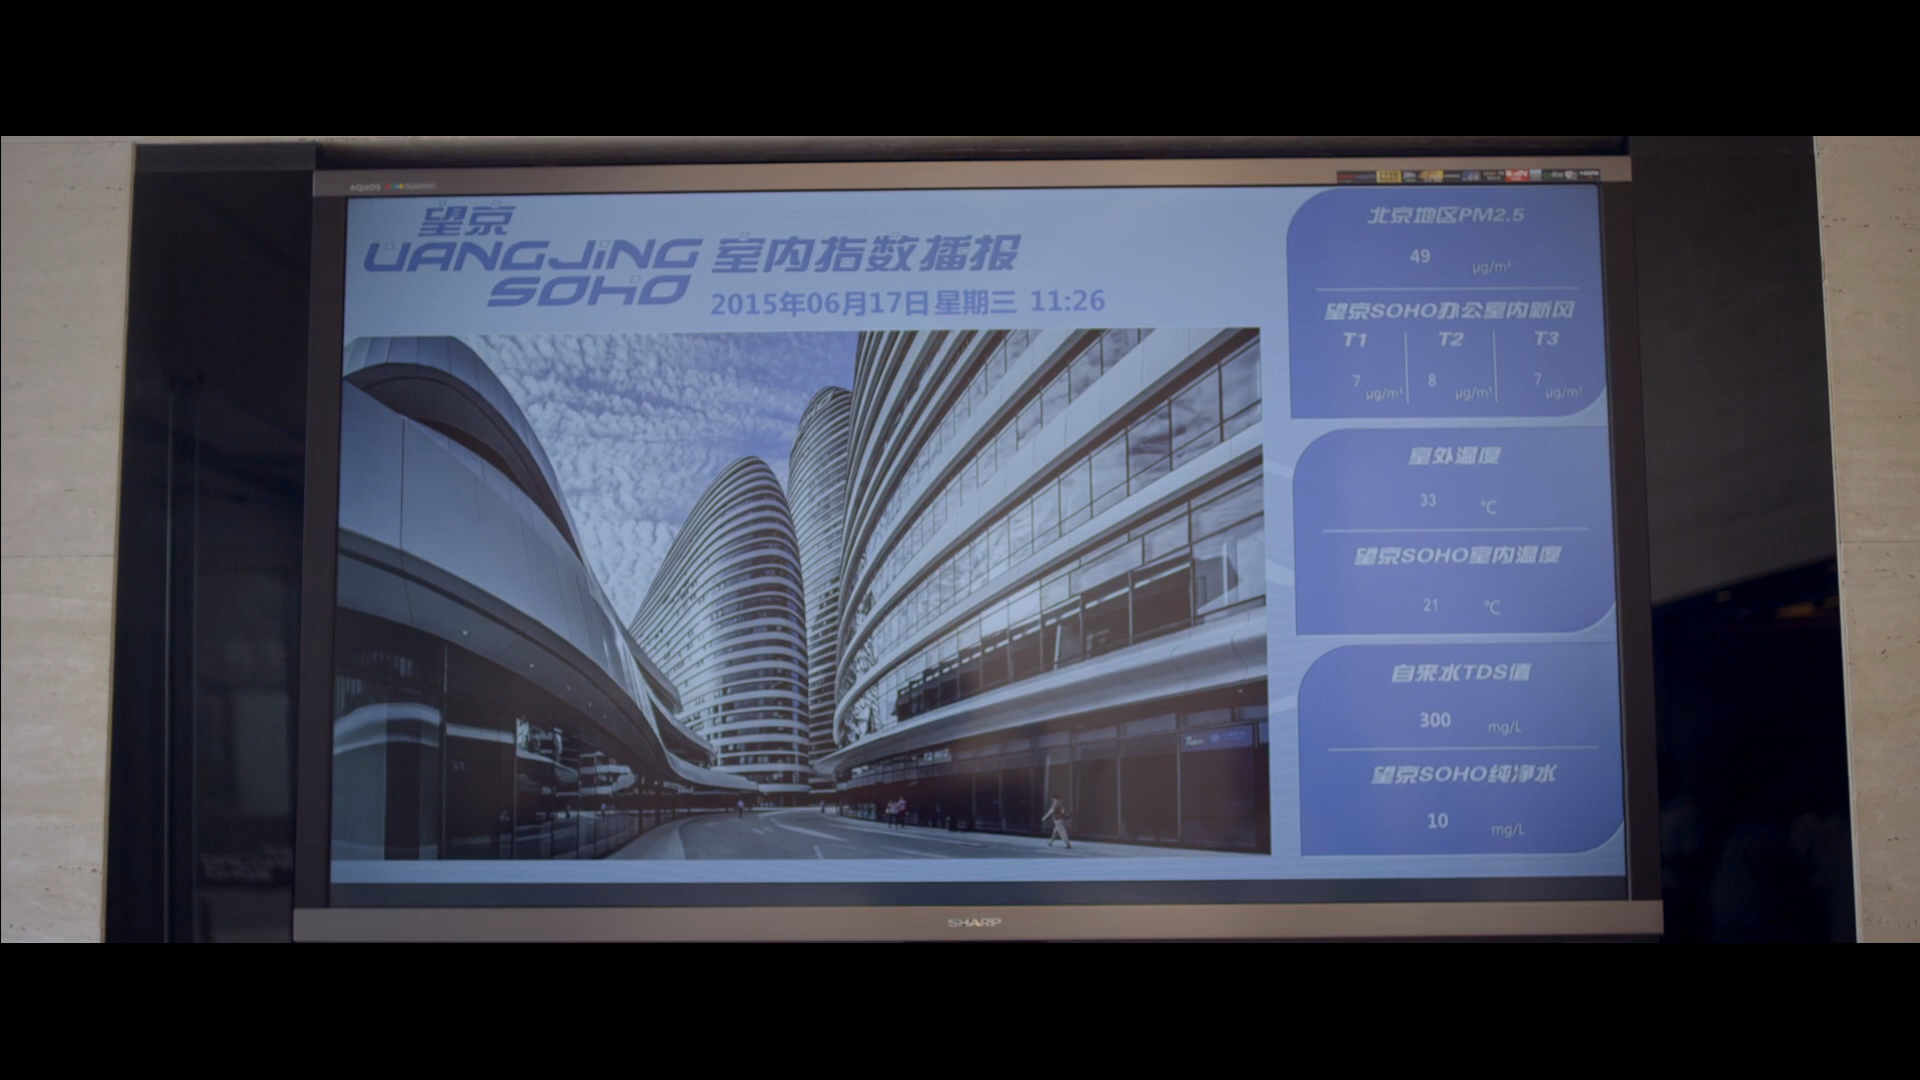 AQUOS
望京
WANGJING
SOHO
室内指数播报
2015年06月17日 星期三 11:26
北京地区PM2.5
49 μg/m³
望京SOHO办公室内新风
T1 T2 T3
7 μg/m³ 8 μg/m³ 7 μg/m³
室外温度
33 ℃
望京SOHO室内温度
21 ℃
自来水TDS值
300 mg/L
望京SOHO纯净水
10 mg/L
SHARP